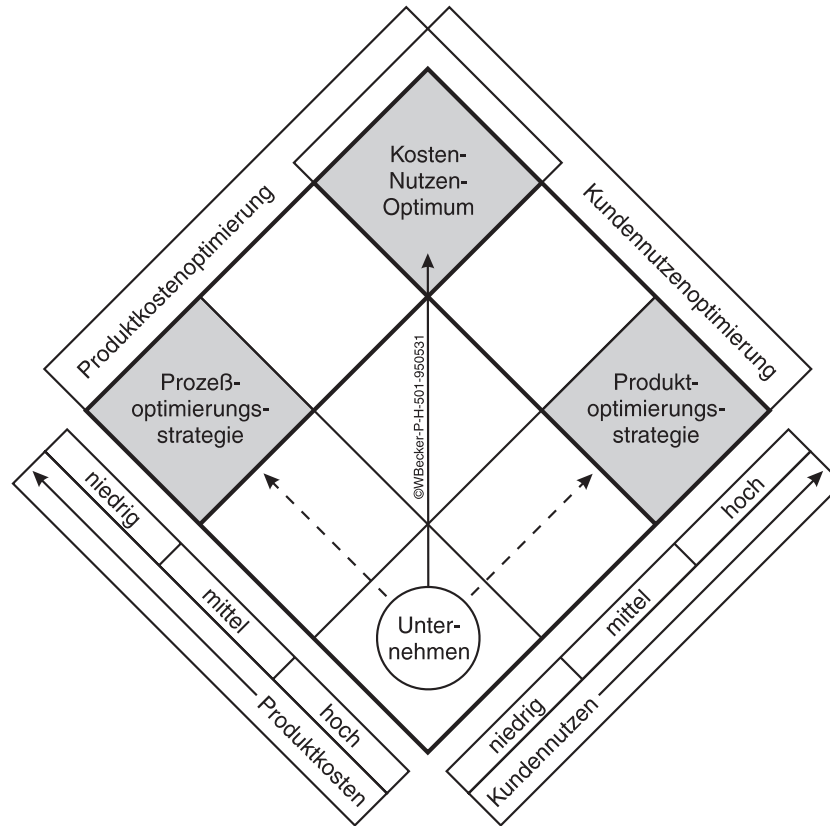 Kosten-
Nutzen-
Optimum
Produktkostenoptimierung
Kundennutzenoptimierung
Prozeß-
optimierungs-
strategie
©WBecker-P-H-501-950531
Produkt-
optimierungs-
strategie
niedrig
mittel
hoch
Produktkosten
Unter-
nehmen
hoch
mittel
niedrig
Kundennutzen